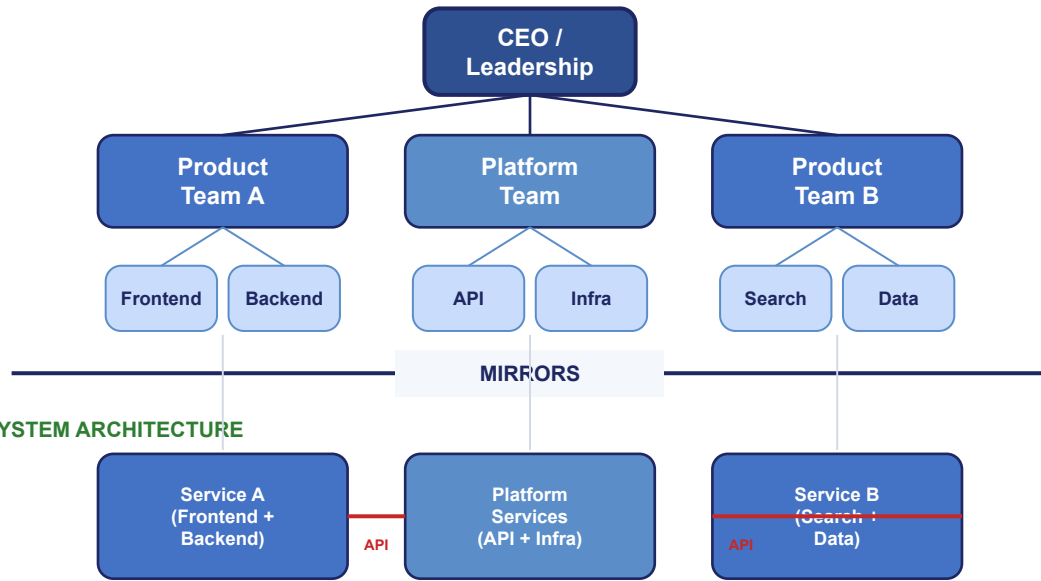 CEO /
Leadership
Product
Team A
Platform
Team
Product
Team B
Frontend
Backend
API
Infra
Search
Data
MIRRORS
YSTEM ARCHITECTURE
Service A
(Frontend +
Backend)
API
Platform
Services
(API + Infra)
Service B
(Search +
Data)
API